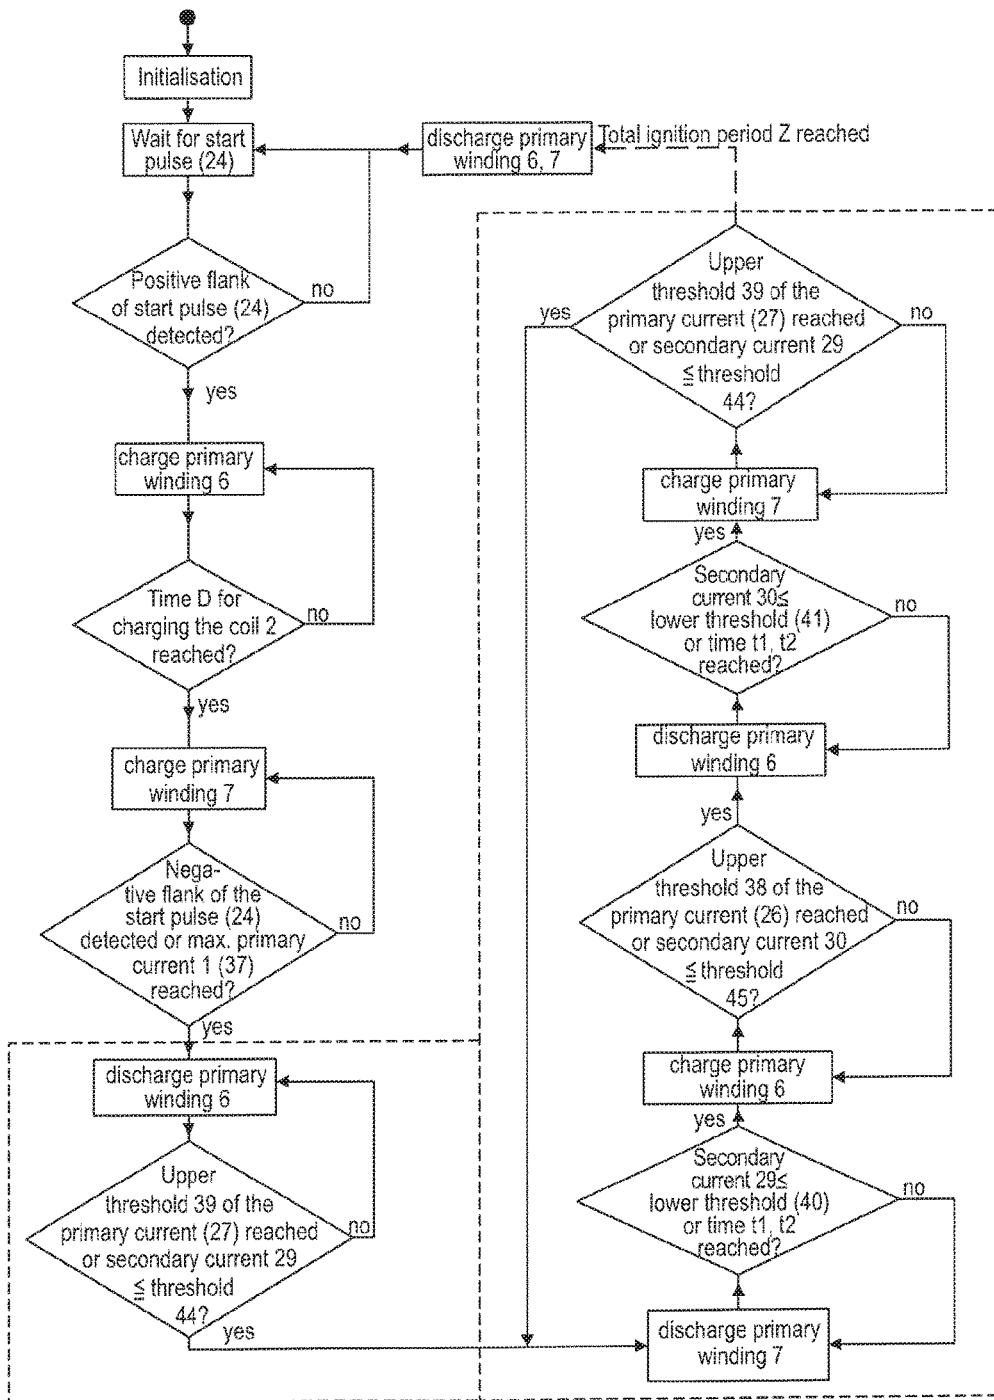 Initialisation
Wait for start
pulse (24)
Positive flank
of start pulse (24)
detected?
no
yes
charge primary
winding 6
Time D for
charging the coil 2
reached?
no
yes
charge primary
winding 7
Nega-
tive flank of the
start pulse (24)
detected or max. primary
current 1 (37)
reached?
no
yes
discharge primary
winding 6
Upper
threshold 39 of the
primary current (27) reached
or secondary current 29
≦ threshold
44?
no
yes
discharge primary
winding 6, 7
Total ignition period Z reached
Upper
threshold 39 of the
primary current (27) reached
or secondary current 29
≦ threshold
44?
yes
no
charge primary
winding 7
yes
Secondary
current 30≤
lower threshold (41)
or time t1, t2
reached?
no
discharge primary
winding 6
yes
Upper
threshold 38 of the
primary current (26) reached
or secondary current 30
≦ threshold
45?
no
charge primary
winding 6
yes
Secondary
current 29≤
lower threshold (40)
or time t1, t2
reached?
no
discharge primary
winding 7